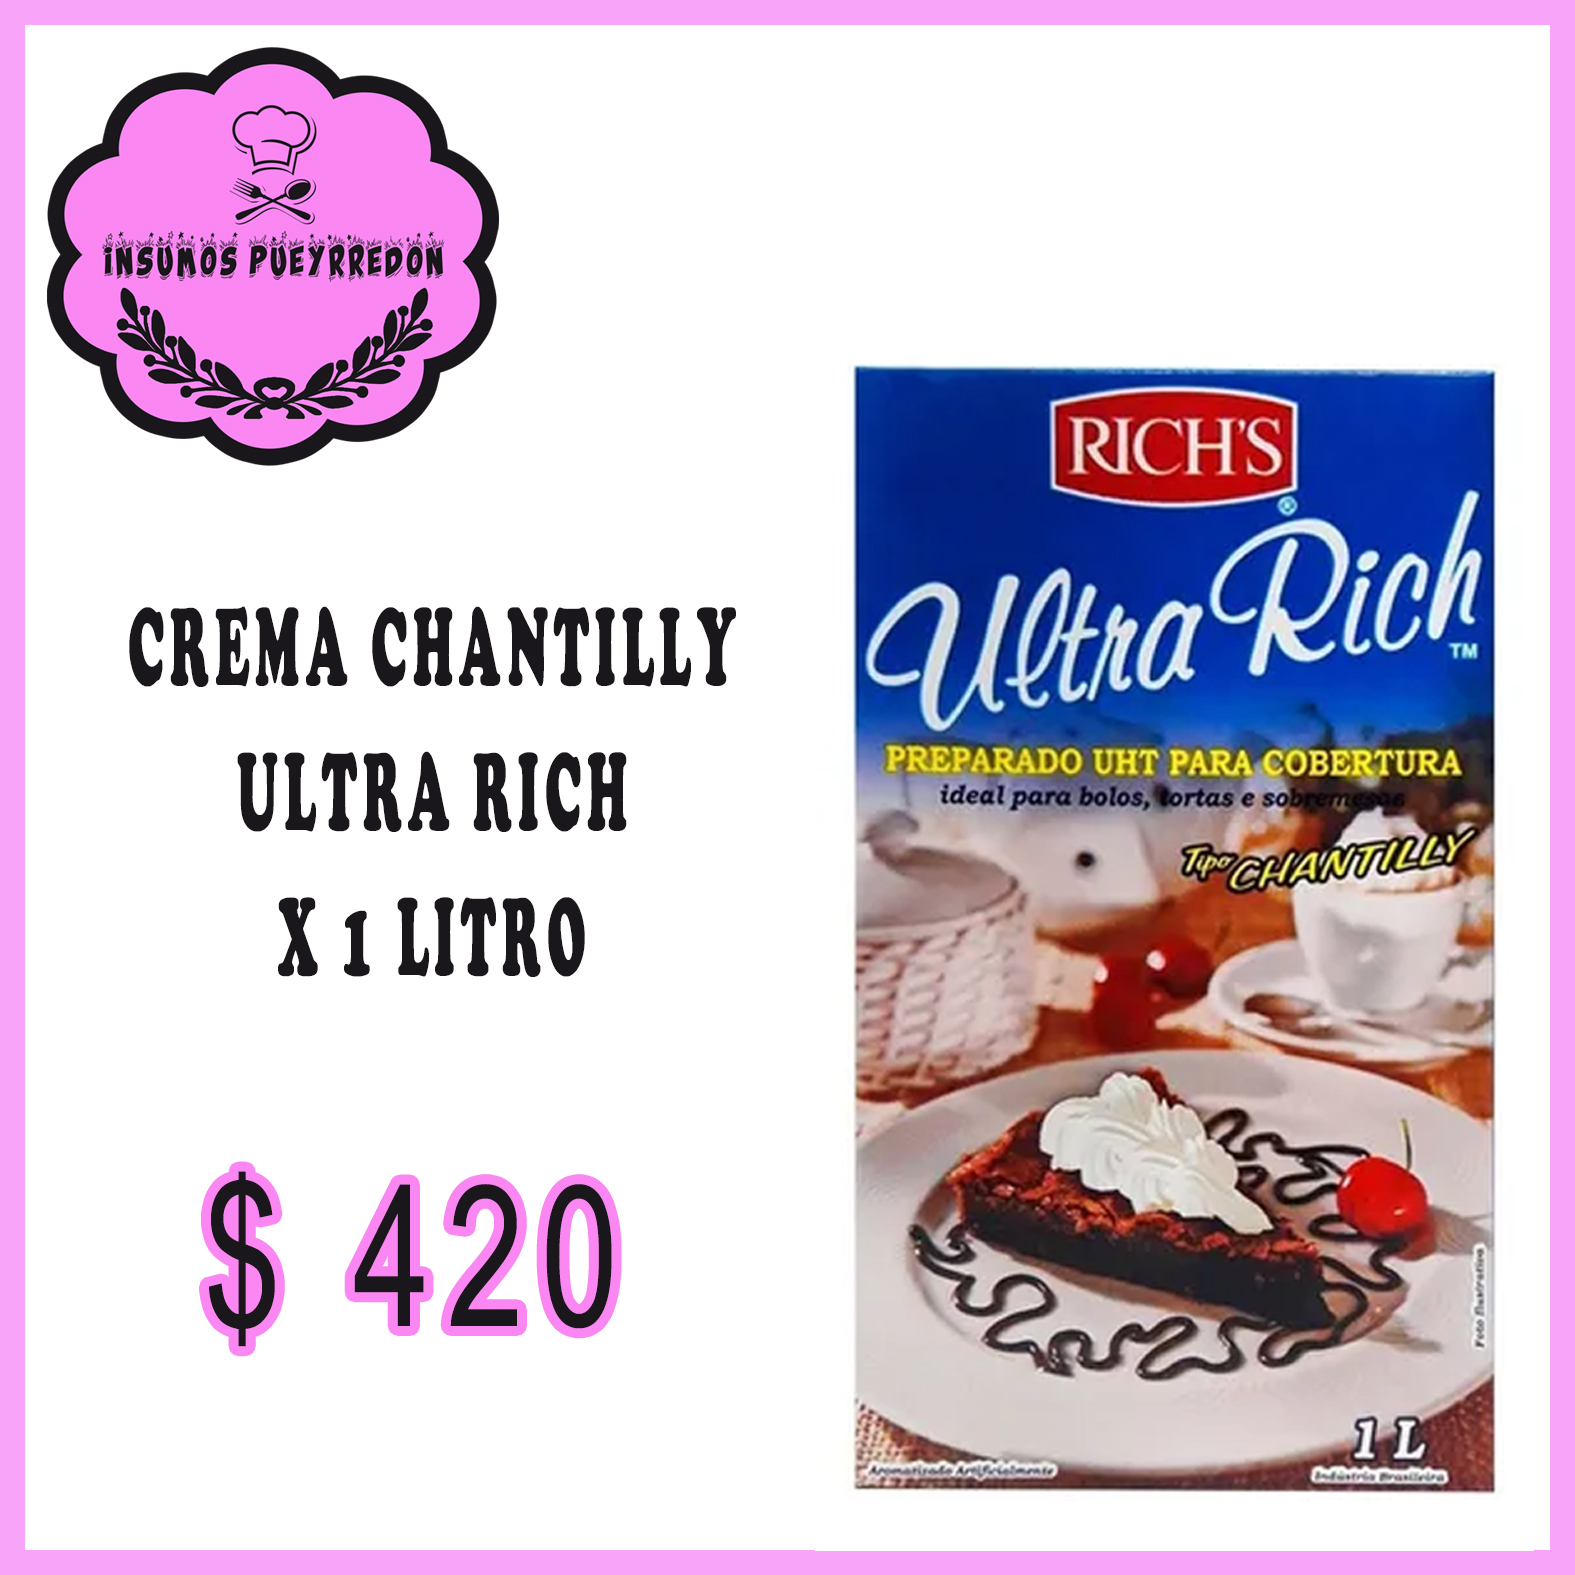 iNSUMOS PUEYRREDON
CREMA CHANTILLY
ULTRA RICH
X 1 LITRO
$ 420
RICH'S
®
Ultra Rich
TM
PREPARADO UHT PARA COBERTURA
ideal para bolos, tortas e sobremesas
Tipo CHANTILLY
Foto Ilustrativa
1 L
Aromatizado Artificialmente
Indústria Brasileira